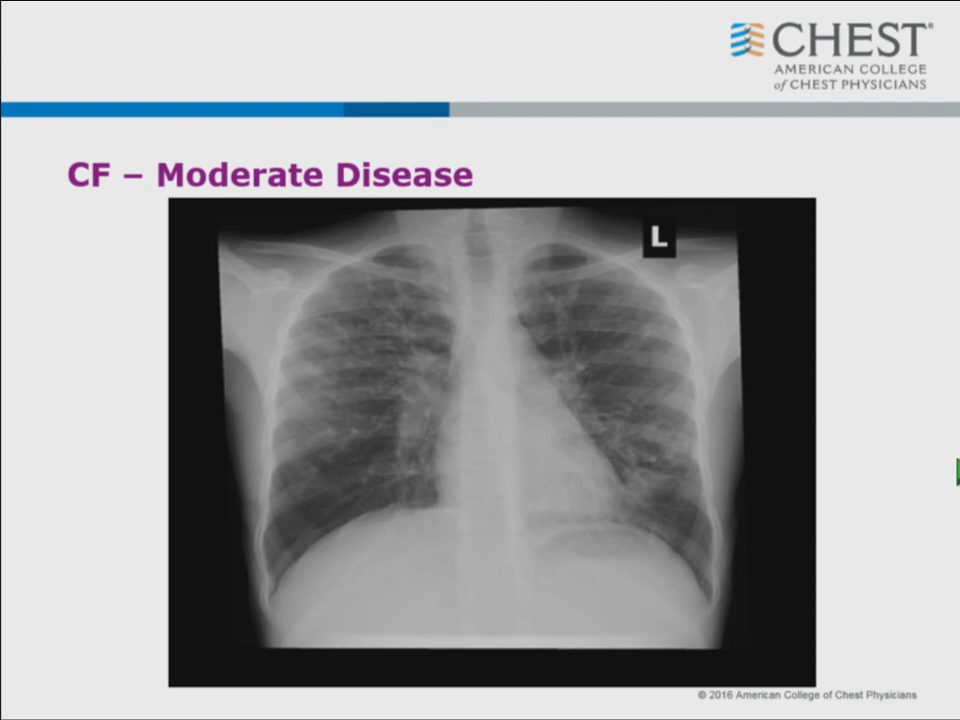 CHEST®
AMERICAN COLLEGE
of CHEST PHYSICIANS
CF – Moderate Disease
L
© 2016 American College of Chest Physicians